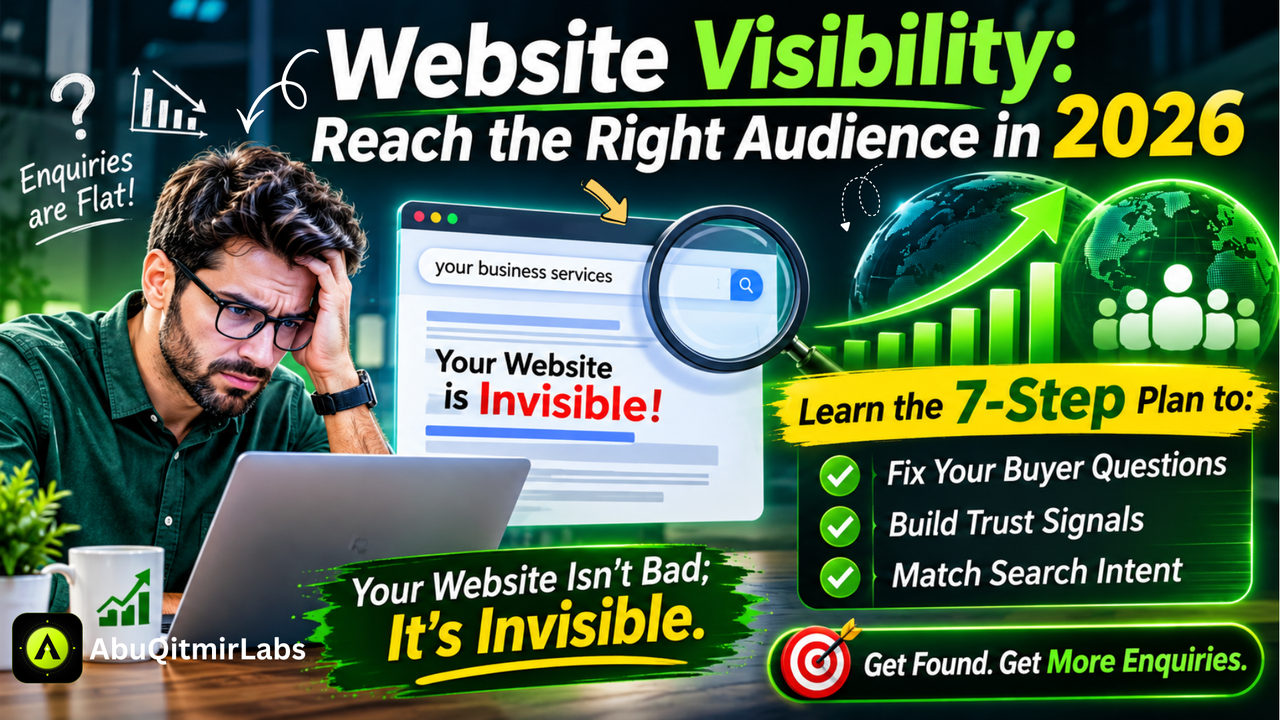 Website Visibility:
Reach the Right Audience in 2026
?
Enquiries
are Flat!
your business services
Your Website
is Invisible!
Learn the 7-Step Plan to:
Fix Your Buyer Questions
Build Trust Signals
Match Search Intent
Your Website Isn't Bad;
It's Invisible.
Get Found. Get More Enquiries.
AbuQitmirLabs